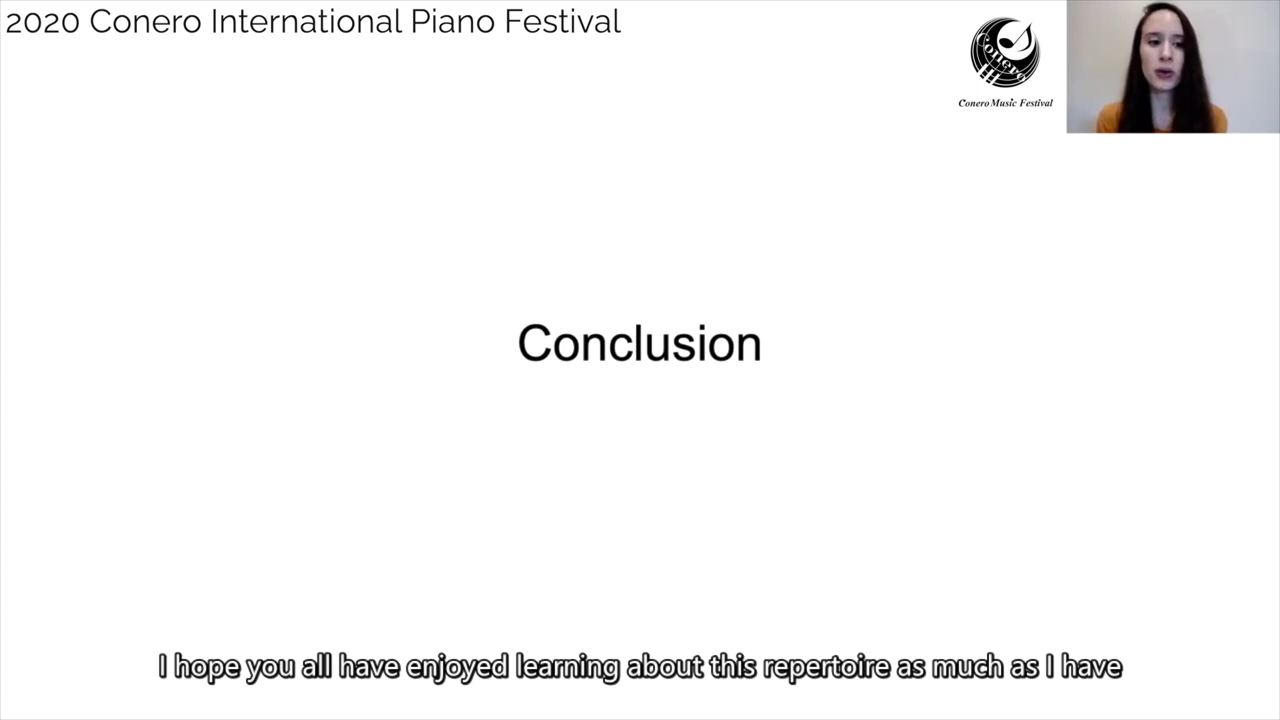 2020 Conero International Piano Festival
Conero
Conero Music Festival
Conclusion
I hope you all have enjoyed learning about this repertoire as much as I have